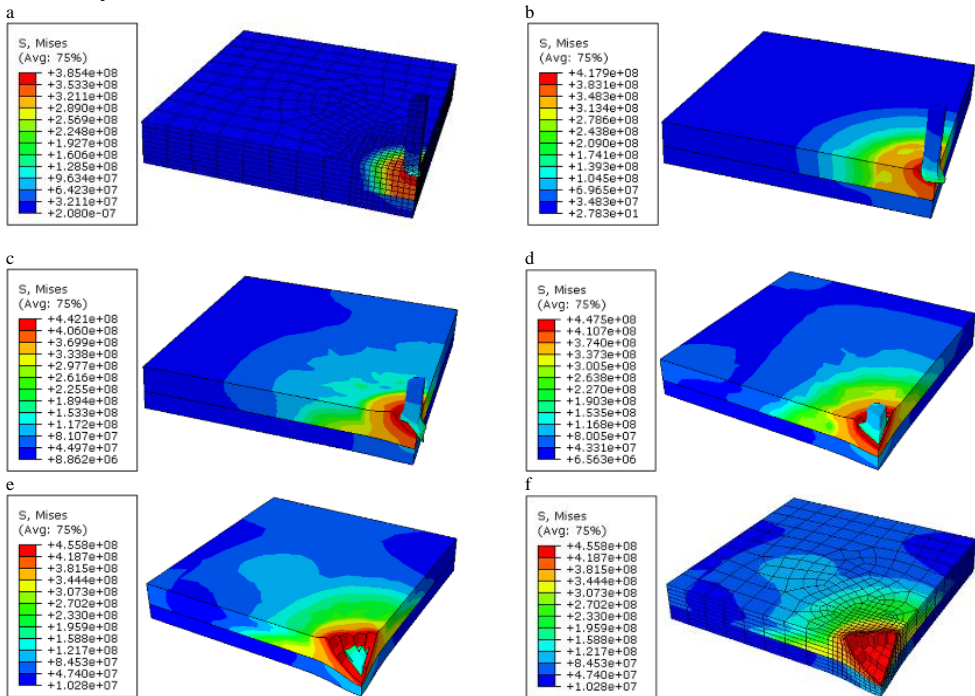 a
S, Mises
(Avg: 75%)
+3.854e+08
+3.533e+08
+3.211e+08
+2.890e+08
+2.569e+08
+2.248e+08
+1.927e+08
+1.606e+08
+1.285e+08
+9.634e+07
+6.423e+07
+3.211e+07
+2.080e-07
b
S, Mises
(Avg: 75%)
+4.179e+08
+3.831e+08
+3.483e+08
+3.134e+08
+2.786e+08
+2.438e+08
+2.090e+08
+1.741e+08
+1.393e+08
+1.045e+08
+6.965e+07
+3.483e+07
+2.783e+01
c
S, Mises
(Avg: 75%)
+4.421e+08
+4.060e+08
+3.699e+08
+3.338e+08
+2.977e+08
+2.616e+08
+2.255e+08
+1.894e+08
+1.533e+08
+1.172e+08
+8.107e+07
+4.497e+07
+8.862e+06
d
S, Mises
(Avg: 75%)
+4.475e+08
+4.107e+08
+3.740e+08
+3.373e+08
+3.005e+08
+2.638e+08
+2.270e+08
+1.903e+08
+1.535e+08
+1.168e+08
+8.005e+07
+4.331e+07
+6.563e+06
e
S, Mises
(Avg: 75%)
+4.558e+08
+4.187e+08
+3.815e+08
+3.444e+08
+3.073e+08
+2.702e+08
+2.330e+08
+1.959e+08
+1.588e+08
+1.217e+08
+8.453e+07
+4.740e+07
+1.028e+07
f
S, Mises
(Avg: 75%)
+4.558e+08
+4.187e+08
+3.815e+08
+3.444e+08
+3.073e+08
+2.702e+08
+2.330e+08
+1.959e+08
+1.588e+08
+1.217e+08
+8.453e+07
+4.740e+07
+1.028e+07